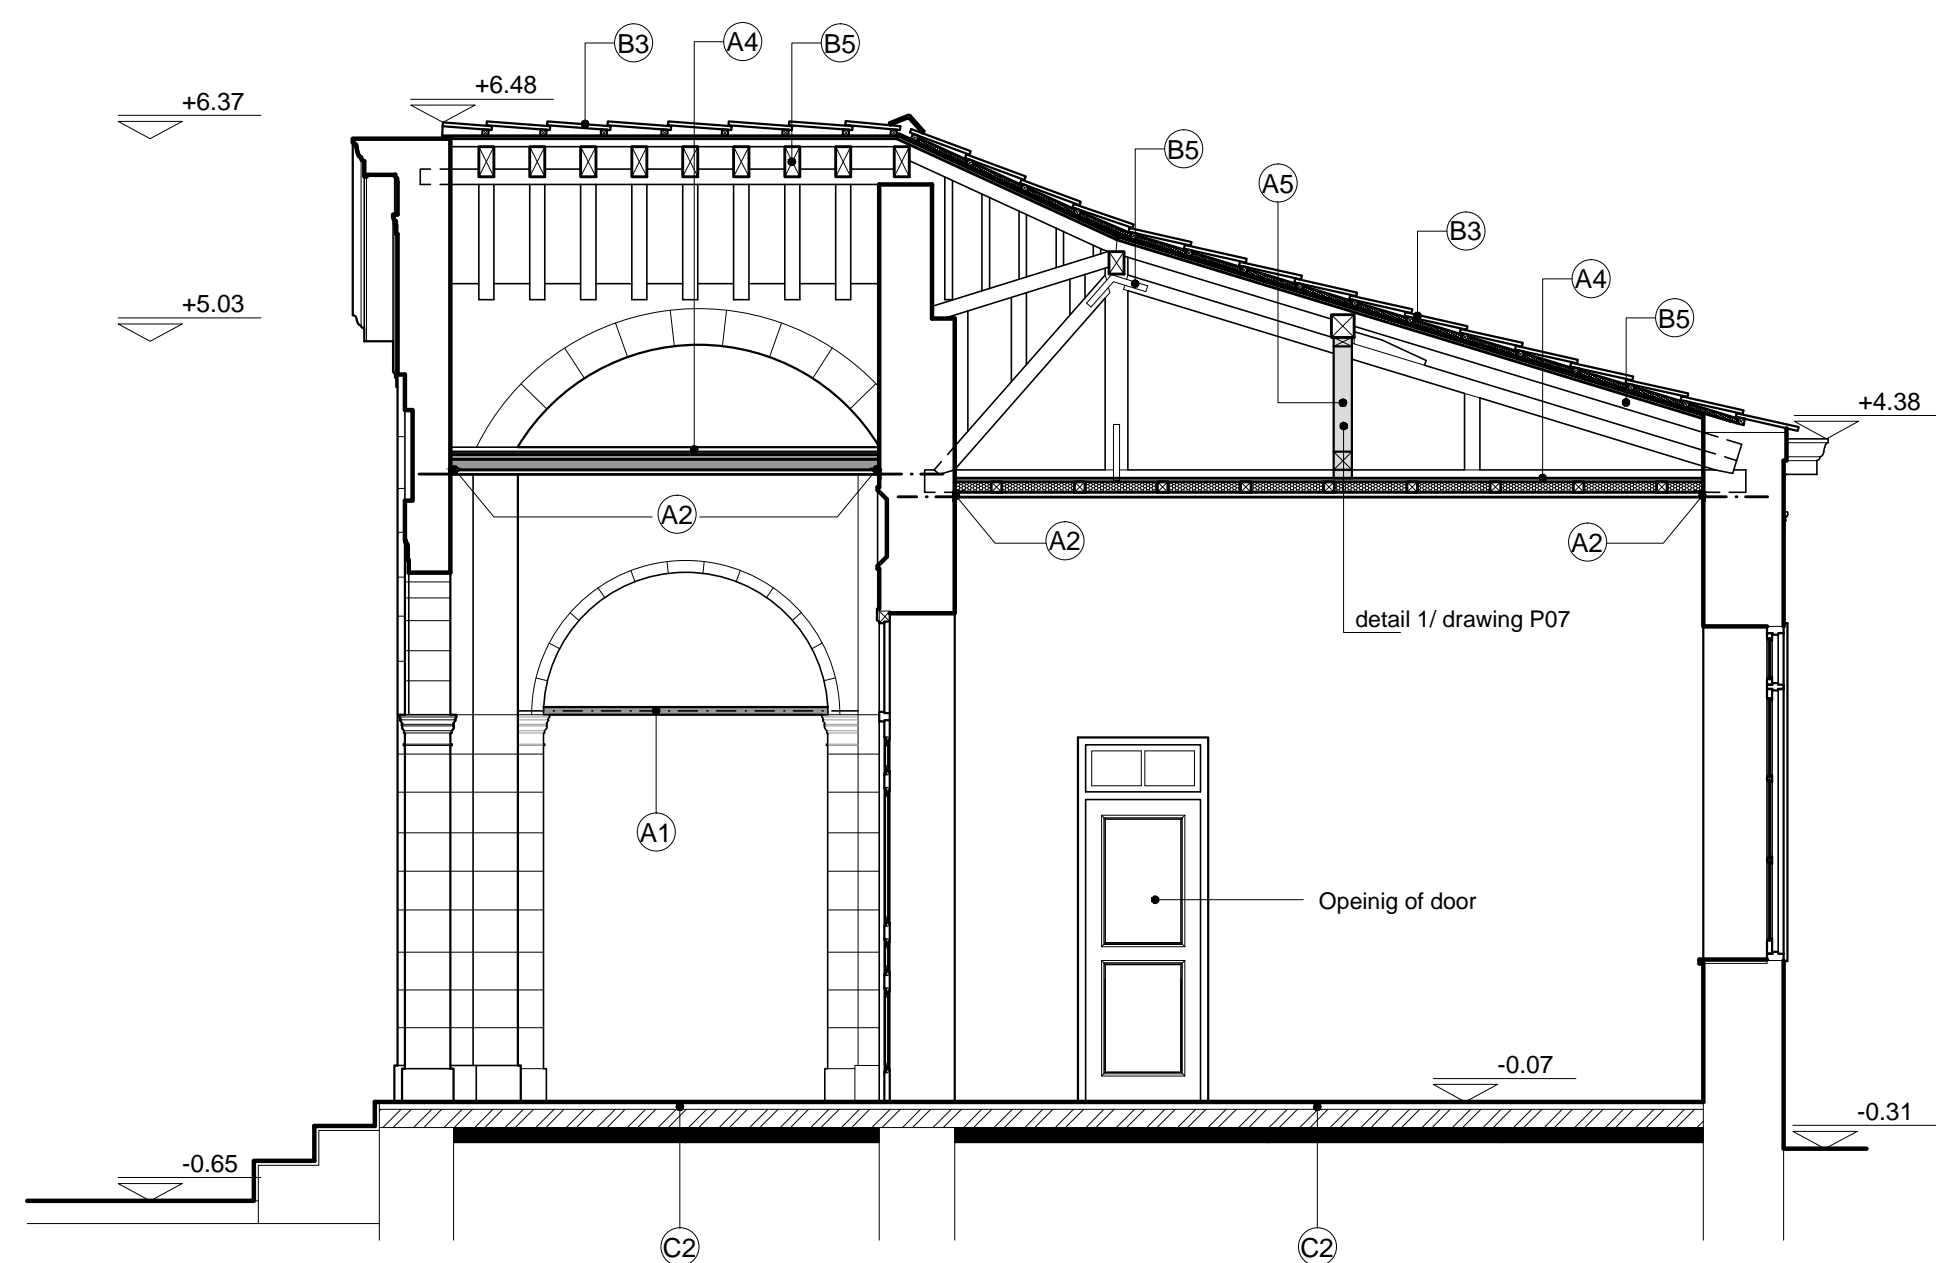 B3
A4
B5
+6.48
+6.37
B5
A5
B3
A4
+5.03
B5
+4.38
A2
A2
A2
detail 1/ drawing P07
A1
Opeinig of door
-0.07
-0.31
-0.65
C2
C2